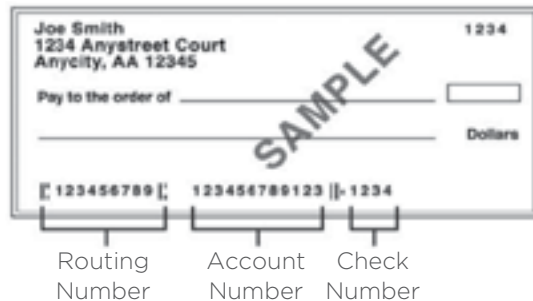 Joe Smith 1234
1234 Anystreet Court
Anycity, AA 12345
Pay to the order of
SAMPLE
Dollars
⑆123456789⑆ 123456789123 ⑈ 1234
Routing Account Check
Number Number Number